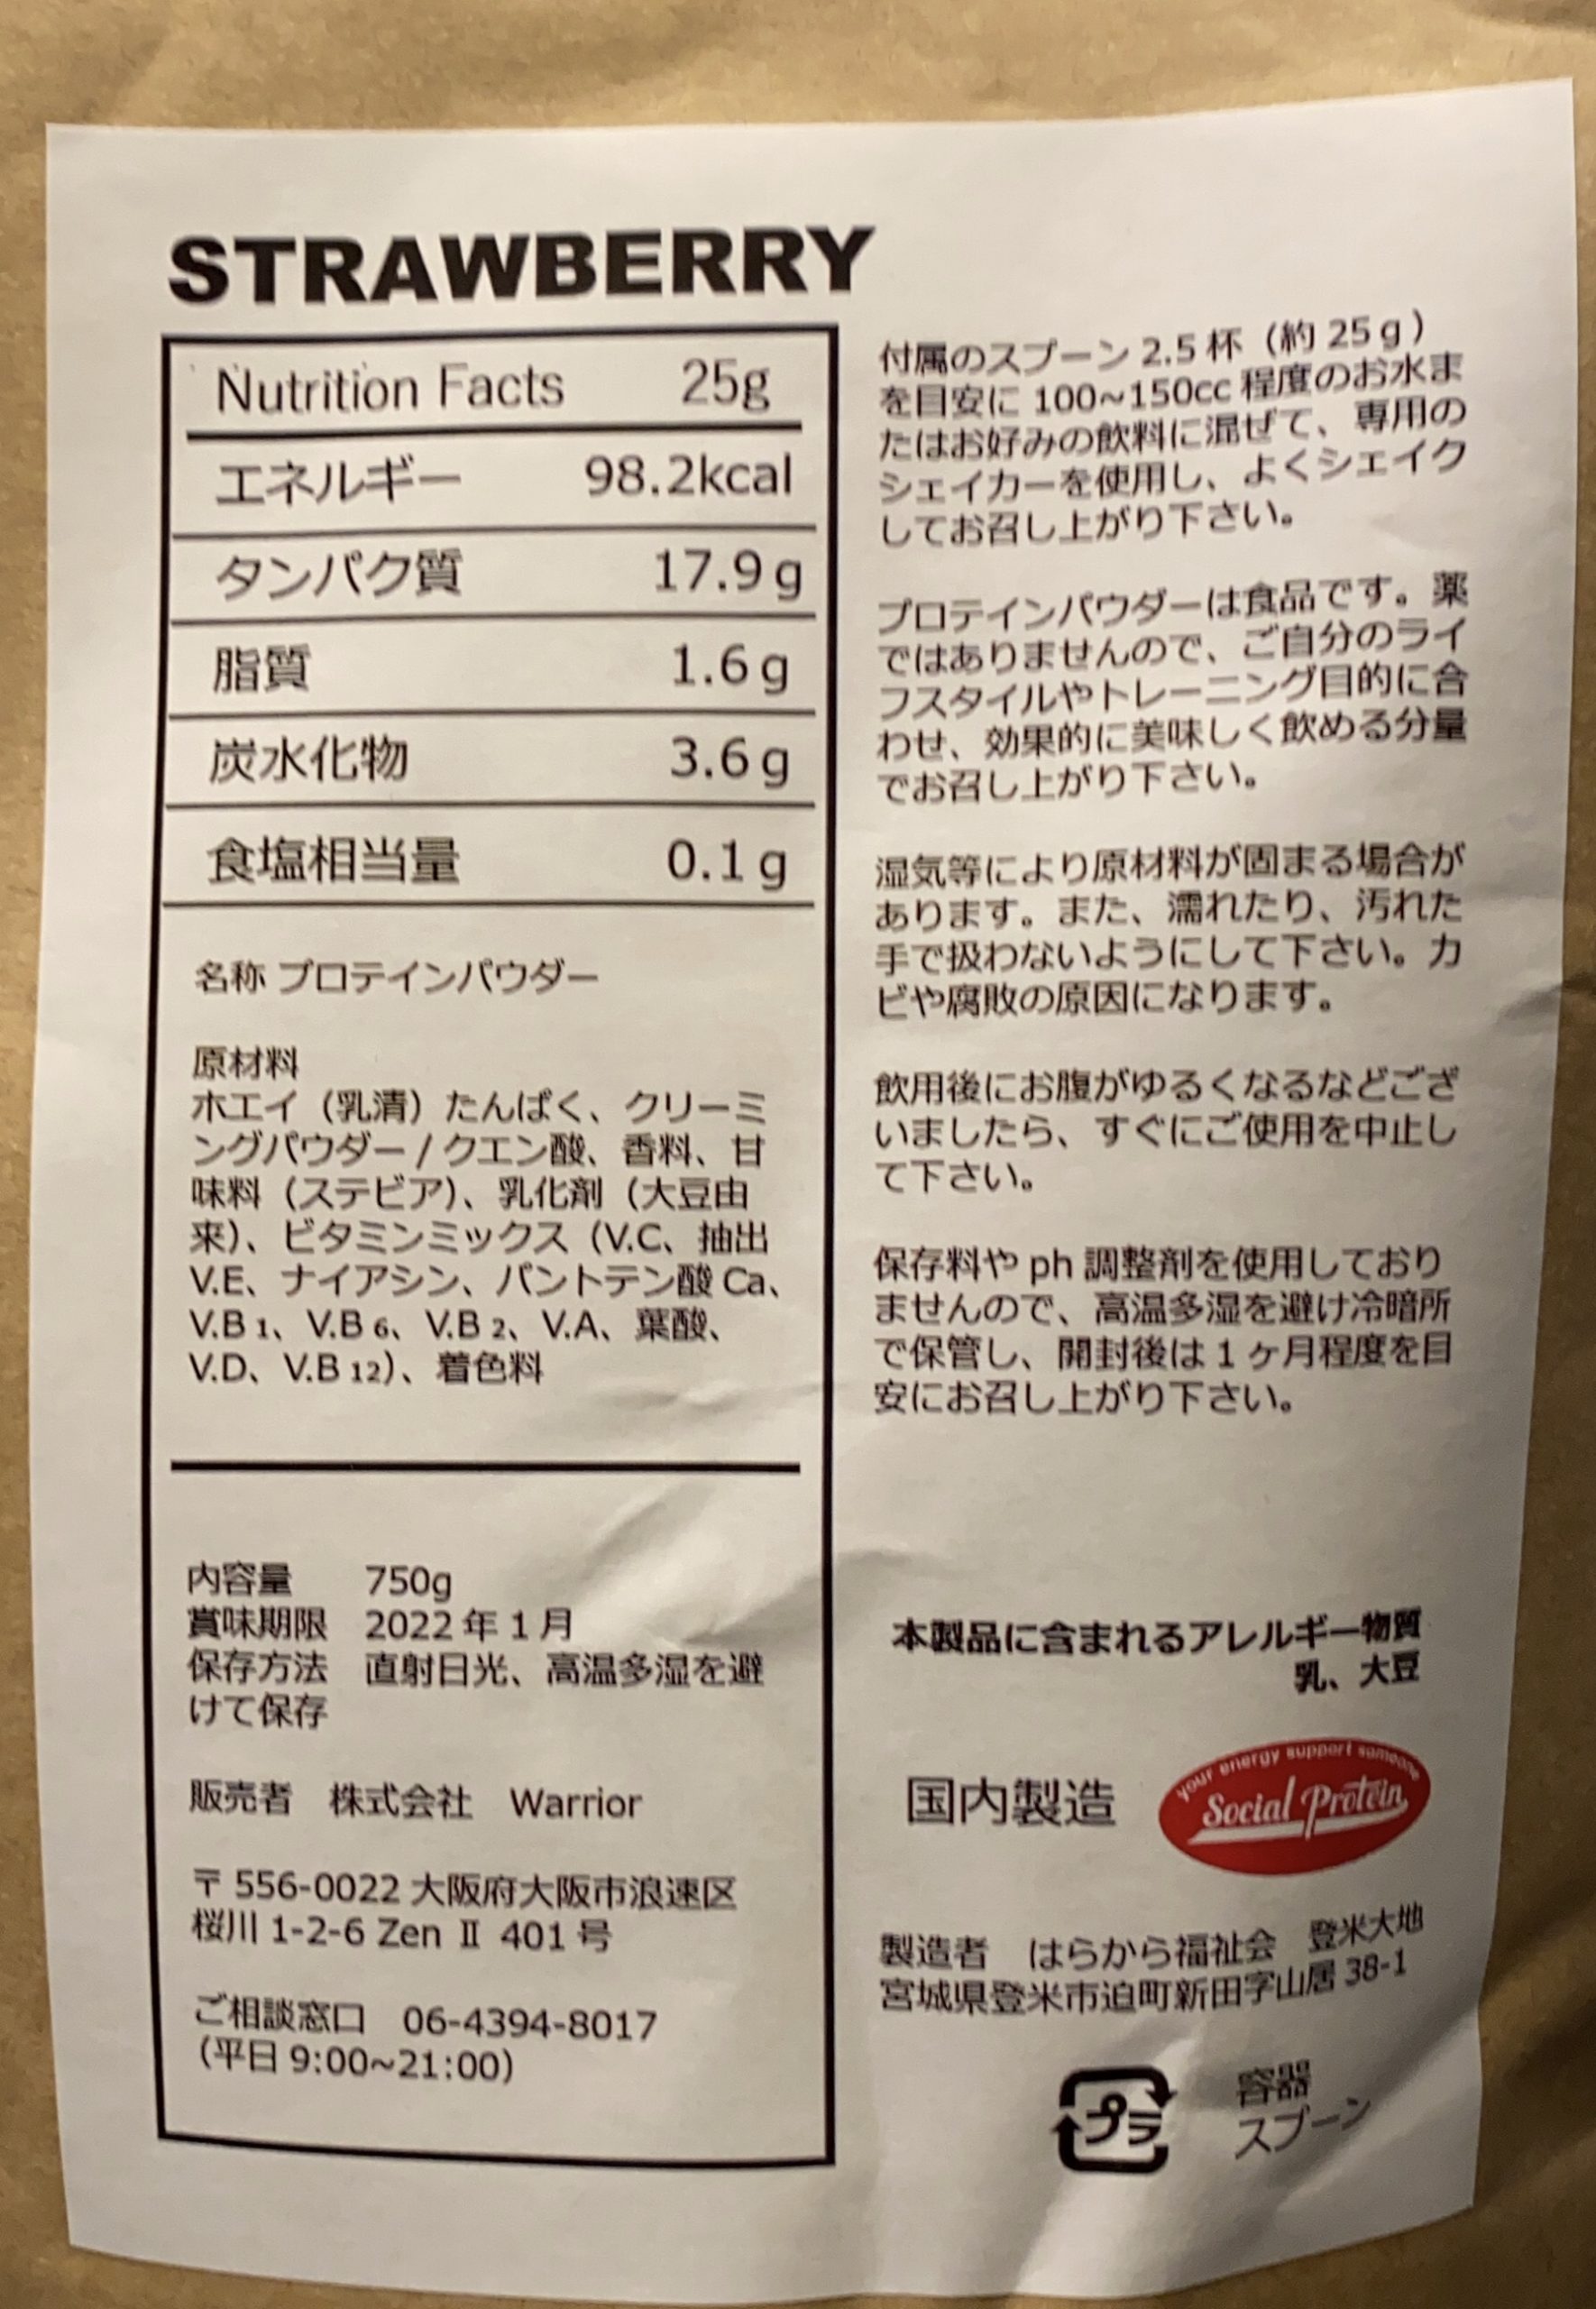 STRAWBERRY
Nutrition Facts 25g
エネルギー 98.2kcal
タンパク質 17.9g
脂質 1.6g
炭水化物 3.6g
食塩相当量 0.1g
名称 プロテインパウダー
原材料
ホエイ（乳清）たんぱく、クリーミ
ングパウダー / クエン酸、香料、甘
味料（ステビア）、乳化剤（大豆由
来）、ビタミンミックス（V.C、抽出
V.E、ナイアシン、パントテン酸 Ca、
V.B 1、V.B 6、V.B 2、V.A、葉酸、
V.D、V.B 12）、着色料
内容量 750g
賞味期限 2022 年 1 月
保存方法 直射日光、高温多湿を避
けて保存
販売者 株式会社 Warrior
〒 556-0022 大阪府大阪市浪速区
桜川 1-2-6 Zen Ⅱ 401 号
ご相談窓口 06-4394-8017
（平日 9:00~21:00）
付属のスプーン 2.5 杯（約 25 g）
を目安に 100~150cc 程度のお水ま
たはお好みの飲料に混ぜて、専用の
シェイカーを使用し、よくシェイク
してお召し上がり下さい。
プロテインパウダーは食品です。薬
ではありませんので、ご自分のライ
フスタイルやトレーニング目的に合
わせ、効果的に美味しく飲める分量
でお召し上がり下さい。
湿気等により原材料が固まる場合が
あります。また、濡れたり、汚れた
手で扱わないようにして下さい。カ
ビや腐敗の原因になります。
飲用後にお腹がゆるくなるなどござ
いましたら、すぐにご使用を中止し
て下さい。
保存料や ph 調整剤を使用しており
ませんので、高温多湿を避け冷暗所
で保管し、開封後は 1 ヶ月程度を目
安にお召し上がり下さい。
本製品に含まれるアレルギー物質
乳、大豆
国内製造
your energy support someone
Social Protein
製造者 はらから福祉会 登米大地
宮城県登米市迫町新田字山居 38-1
プラ
容器
スプーン